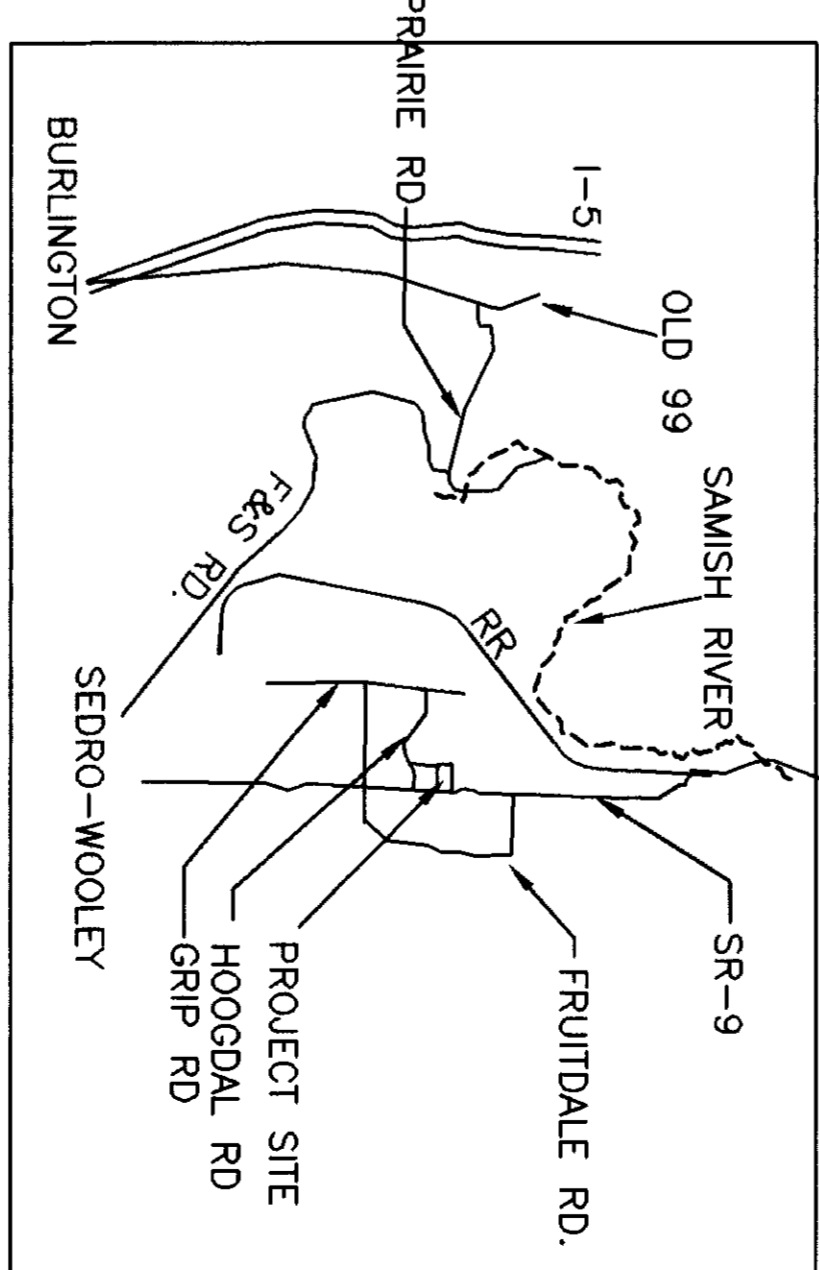 PRAIRIE RD
I-5
OLD 99
SAMISH RIVER
BURLINGTON
F&S RD.
RR
SEDRO-WOOLEY
SR-9
FRUITDALE RD.
PROJECT SITE
HOOGDAL RD
GRIP RD